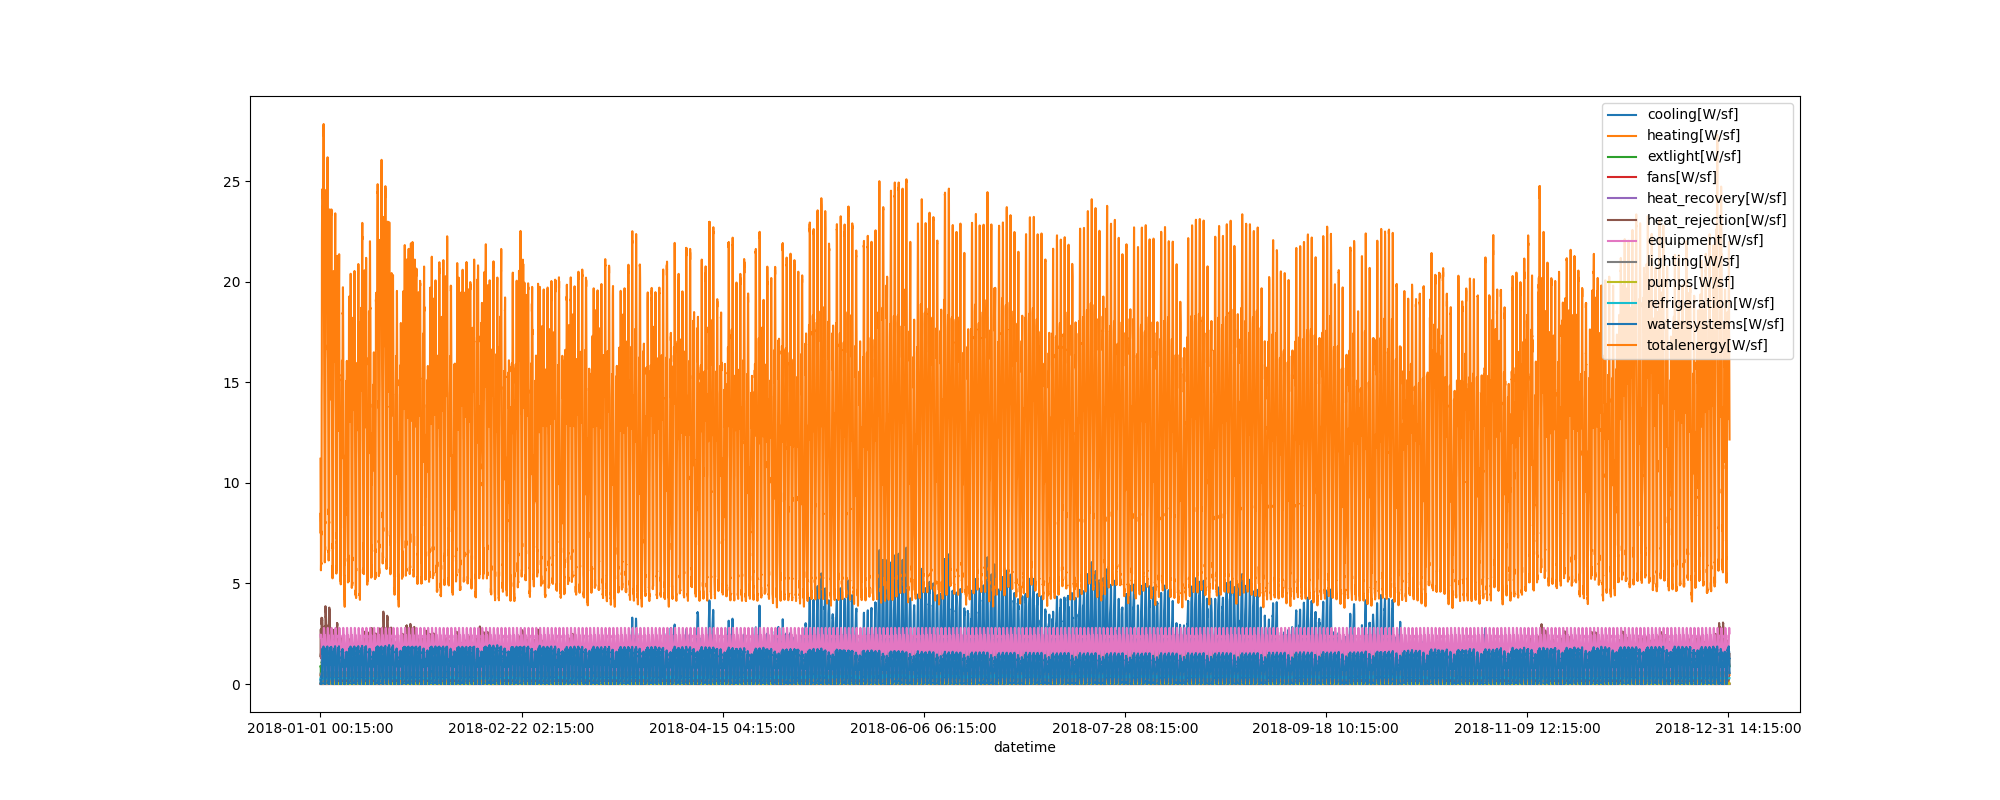 25
20
15
10
5
0
cooling[W/sf]
heating[W/sf]
extlight[W/sf]
fans[W/sf]
heat_recovery[W/sf]
heat_rejection[W/sf]
equipment[W/sf]
lighting[W/sf]
pumps[W/sf]
refrigeration[W/sf]
watersystems[W/sf]
totalenergy[W/sf]
2018-01-01 00:15:00 2018-02-22 02:15:00 2018-04-15 04:15:00 2018-06-06 06:15:00 2018-07-28 08:15:00 2018-09-18 10:15:00 2018-11-09 12:15:00 2018-12-31 14:15:00
datetime